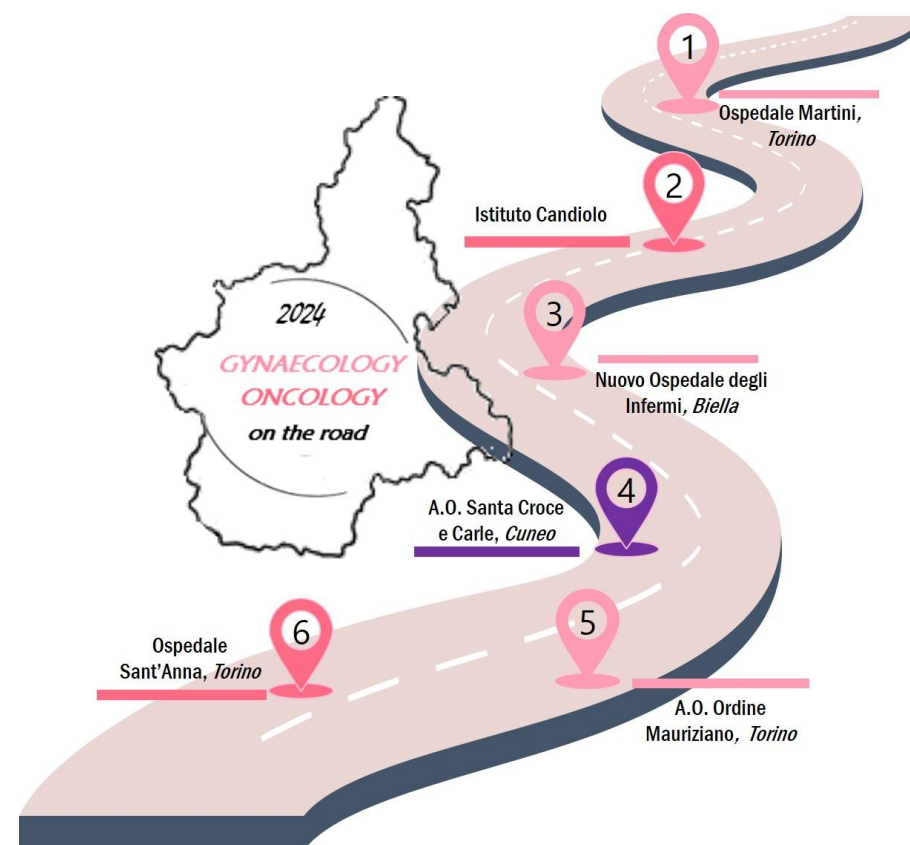 1
Ospedale Martini,
Torino
2
Istituto Candiolo
3
2024
GYNAECOLOGY
ONCOLOGY
on the road
Nuovo Ospedale degli
Infermi, Biella
4
A.O. Santa Croce
e Carle, Cuneo
5
6
Ospedale
Sant'Anna, Torino
A.O. Ordine
Mauriziano, Torino